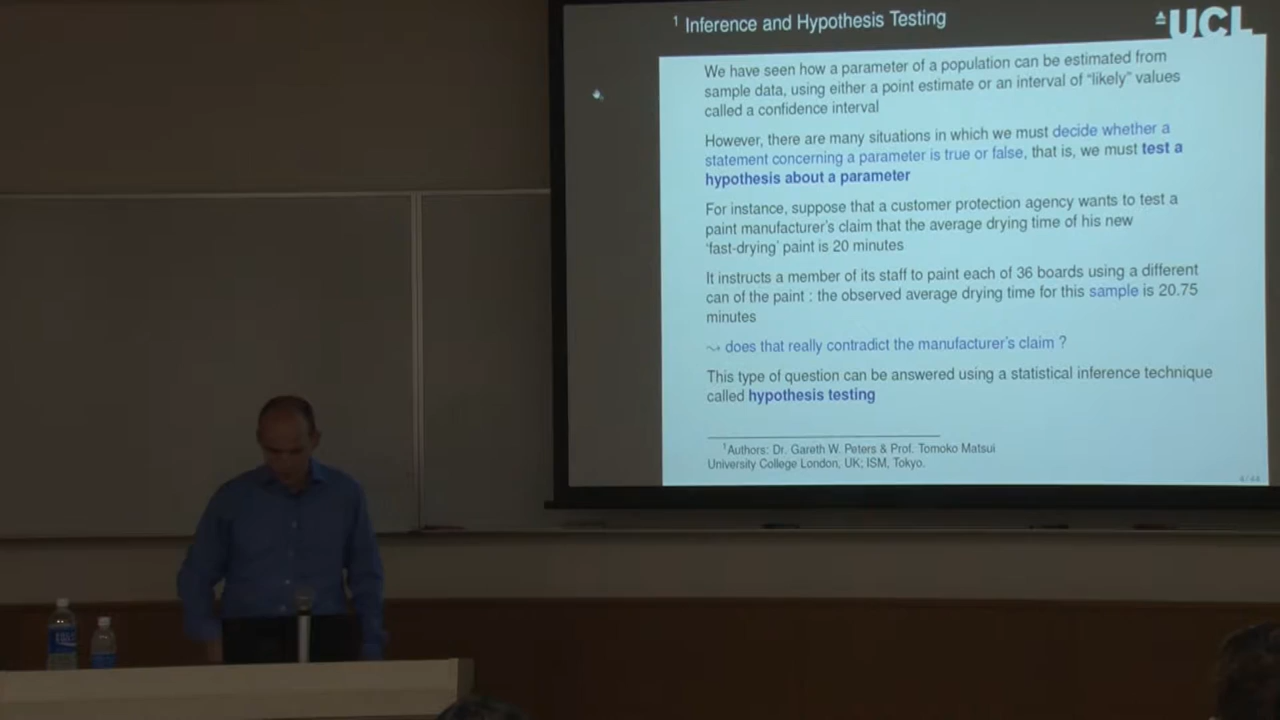 ¹ Inference and Hypothesis Testing
UCL
We have seen how a parameter of a population can be estimated from
sample data, using either a point estimate or an interval of “likely” values
called a confidence interval
However, there are many situations in which we must decide whether a
statement concerning a parameter is true or false, that is, we must test a
hypothesis about a parameter
For instance, suppose that a customer protection agency wants to test a
paint manufacturer's claim that the average drying time of his new
'fast-drying' paint is 20 minutes
It instructs a member of its staff to paint each of 36 boards using a different
can of the paint : the observed average drying time for this sample is 20.75
minutes
⇝ does that really contradict the manufacturer's claim ?
This type of question can be answered using a statistical inference technique
called hypothesis testing
¹Authors: Dr. Gareth W. Peters & Prof. Tomoko Matsui
University College London, UK; ISM, Tokyo.